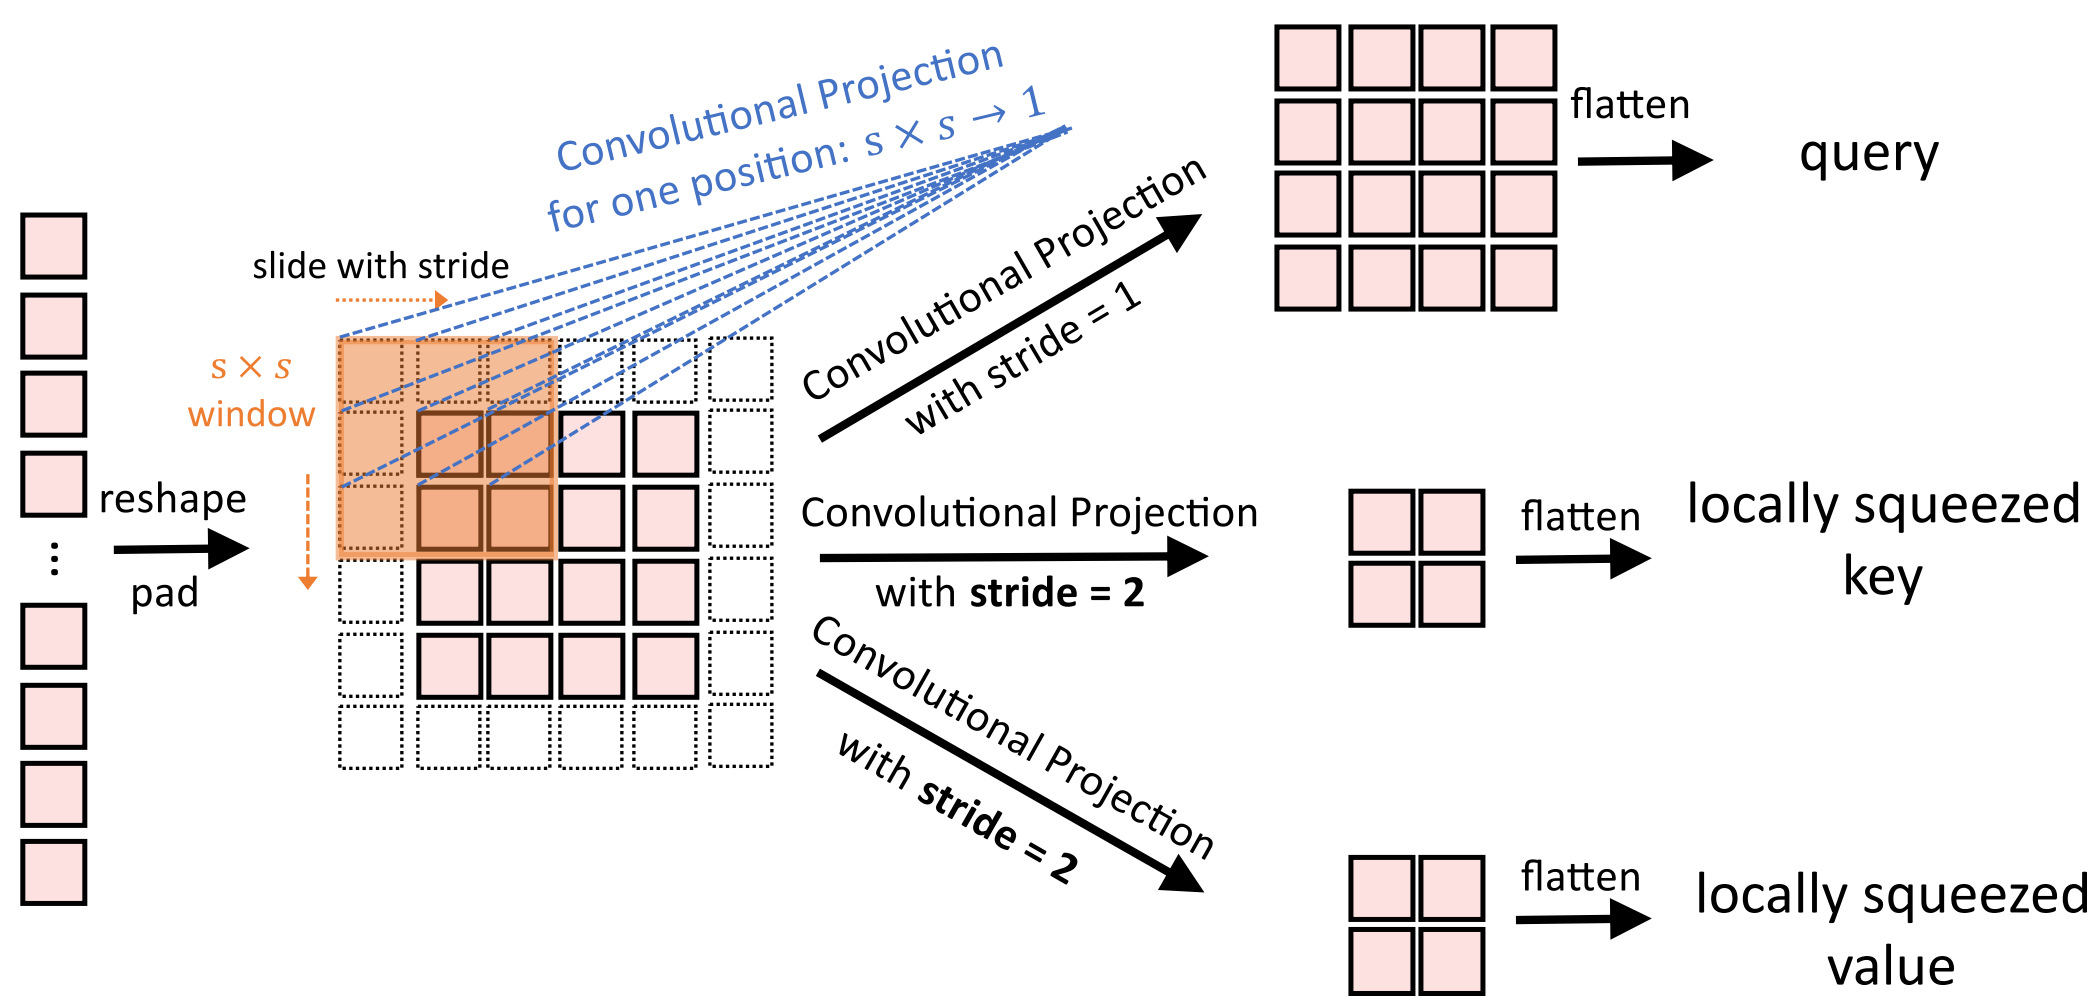 Convolutional Projection
for one position: s × s → 1
slide with stride
s × s
window
reshape
pad
⋮
Convolutional Projection
with stride = 1
flatten
query
Convolutional Projection
with stride = 2
flatten
locally squeezed
key
Convolutional Projection
with stride = 2
flatten
locally squeezed
value